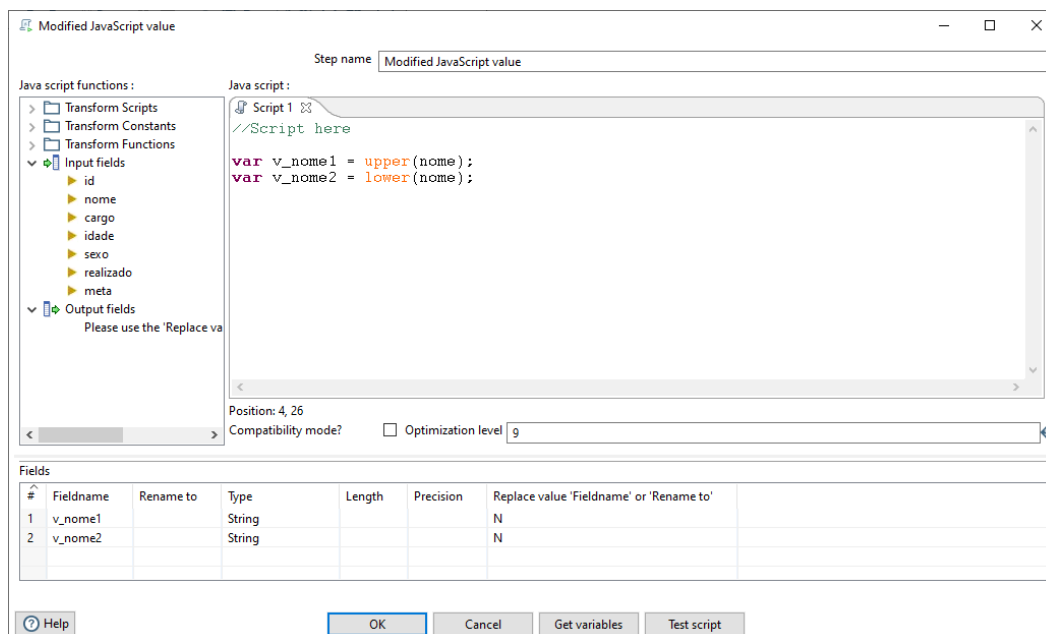 Modified JavaScript value
Step name Modified JavaScript value
Java script functions :
Transform Scripts
Transform Constants
Transform Functions
Input fields
id
nome
cargo
idade
sexo
realizado
meta
Output fields
Please use the 'Replace va
Java script :
Script 1
//Script here
var v_nome1 = upper(nome);
var v_nome2 = lower(nome);
Position: 4, 26
Compatibility mode? Optimization level 9
Fields
# Fieldname Rename to Type Length Precision Replace value 'Fieldname' or 'Rename to'
1 v_nome1 String N
2 v_nome2 String N
Help OK Cancel Get variables Test script